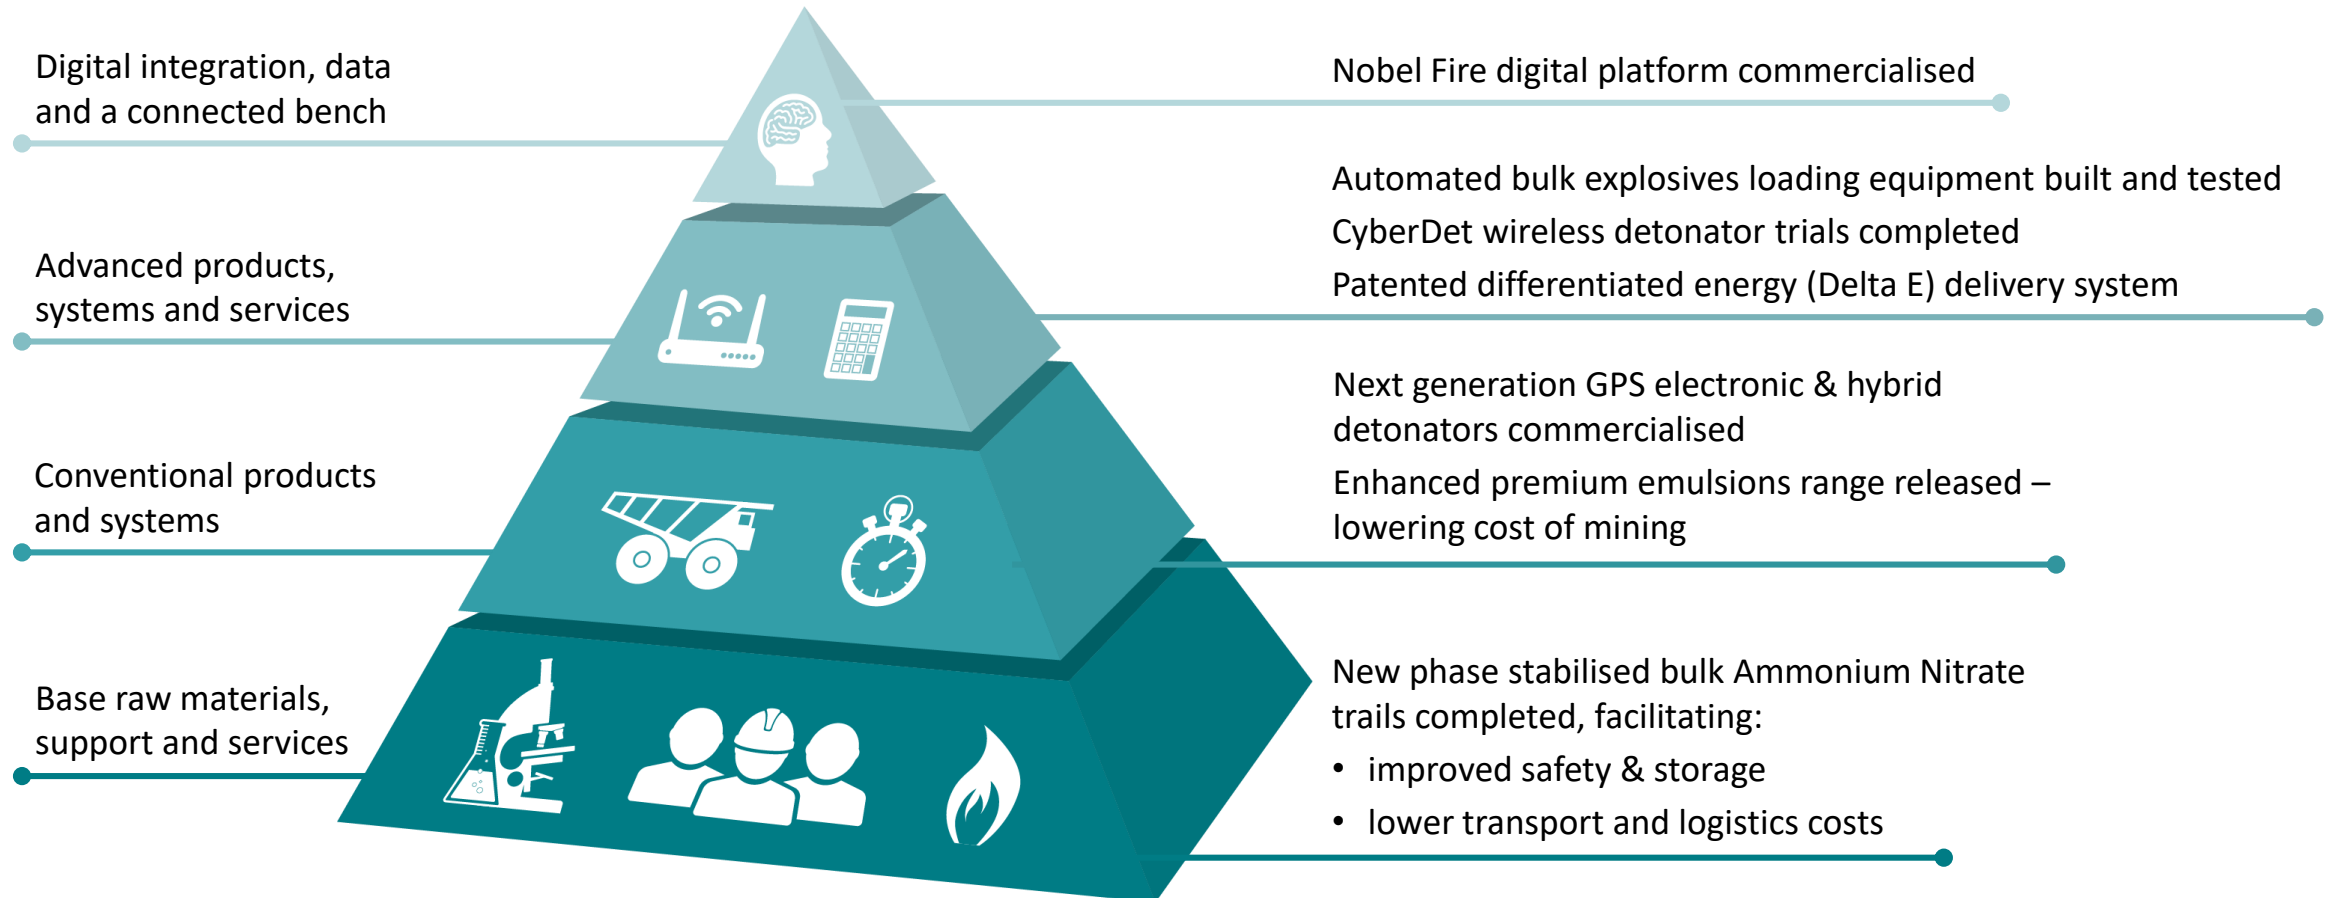 Digital integration, data
and a connected bench
Nobel Fire digital platform commercialised
Advanced products,
systems and services
Automated bulk explosives loading equipment built and tested
CyberDet wireless detonator trials completed
Patented differentiated energy (Delta E) delivery system
Conventional products
and systems
Next generation GPS electronic & hybrid
detonators commercialised
Enhanced premium emulsions range released –
lowering cost of mining
Base raw materials,
support and services
New phase stabilised bulk Ammonium Nitrate
trails completed, facilitating:
• improved safety & storage
• lower transport and logistics costs